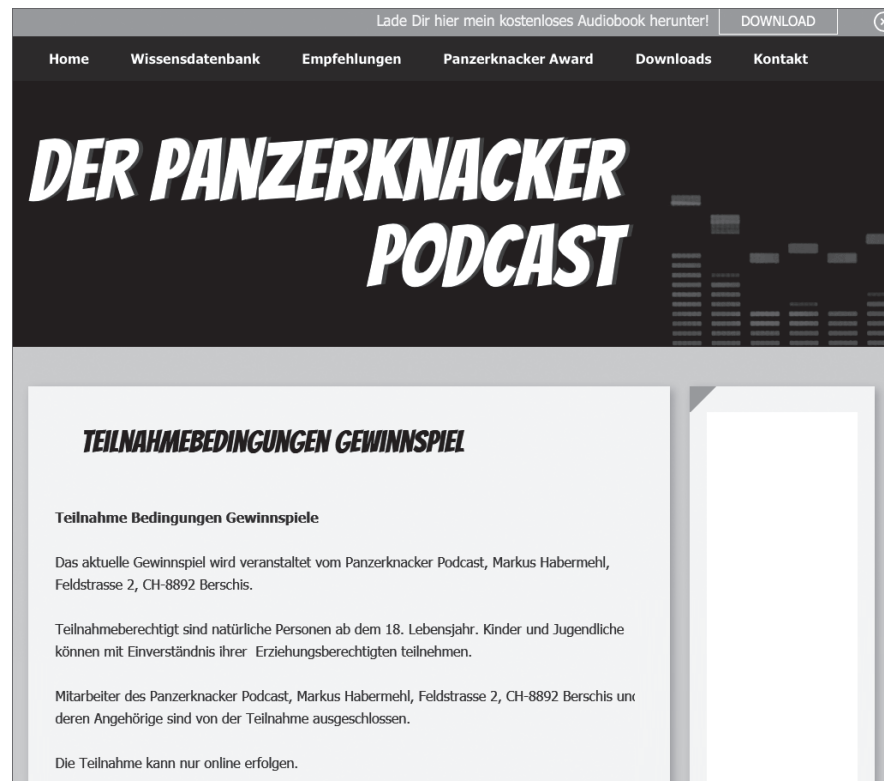 Lade Dir hier mein kostenloses Audiobook herunter! DOWNLOAD
Home Wissensdatenbank Empfehlungen Panzerknacker Award Downloads Kontakt
DER PANZERKNACKER
PODCAST
TEILNAHMEBEDINGUNGEN GEWINNSPIEL
Teilnahme Bedingungen Gewinnspiele
Das aktuelle Gewinnspiel wird veranstaltet vom Panzerknacker Podcast, Markus Habermehl,
Feldstrasse 2, CH-8892 Berschis.
Teilnahmeberechtigt sind natürliche Personen ab dem 18. Lebensjahr. Kinder und Jugendliche
können mit Einverständnis ihrer Erziehungsberechtigten teilnehmen.
Mitarbeiter des Panzerknacker Podcast, Markus Habermehl, Feldstrasse 2, CH-8892 Berschis und
deren Angehörige sind von der Teilnahme ausgeschlossen.
Die Teilnahme kann nur online erfolgen.